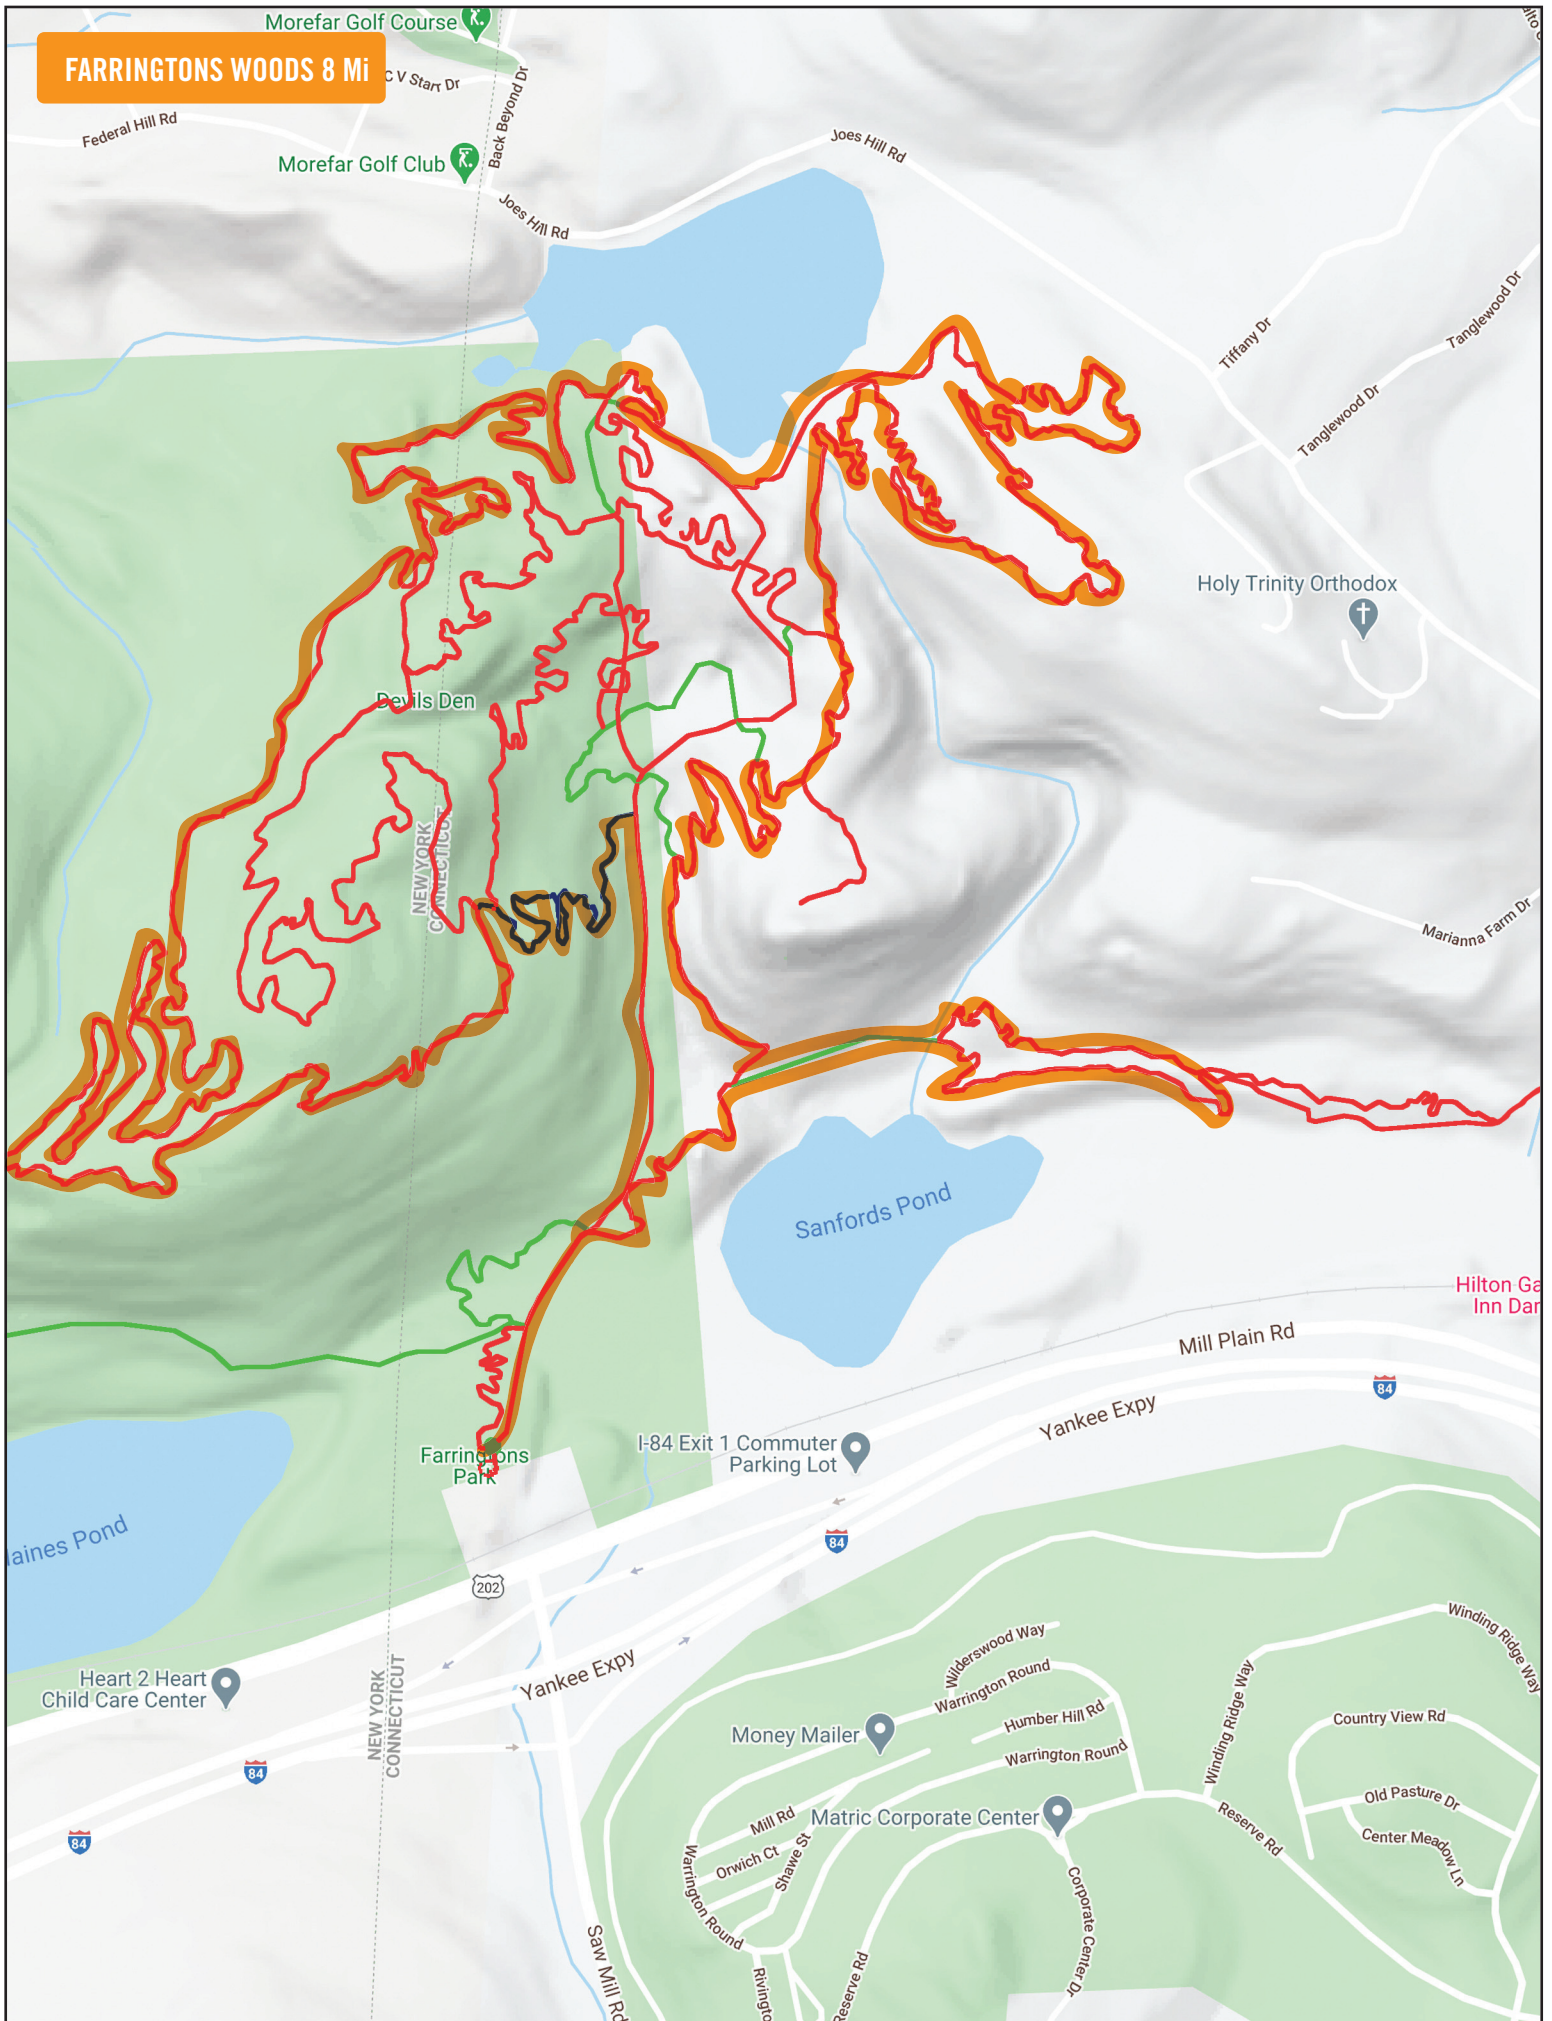 Morefar Golf Course
FARRINGTONS WOODS 8 Mi
C V Starr Dr
Back Beyond Dr
Federal Hill Rd
Joes Hill Rd
Morefar Golf Club
Joes Hill Rd
Tiffany Dr
Tanglewood Dr
Tanglewood Dr
Holy Trinity Orthodox
Devils Den
NEW YORK
CONNECTICUT
Marianna Farm Dr
Sanfords Pond
Hilton Ga
Inn Dan
Mill Plain Rd
84
Yankee Expy
I-84 Exit 1 Commuter
Parking Lot
Farringtons
Park
aines Pond
84
202
Heart 2 Heart
Child Care Center
Yankee Expy
NEW YORK
CONNECTICUT
84
84
Wilderswood Way
Warrington Round
Humber Hill Rd
Warrington Round
Money Mailer
Winding Ridge Way
Winding Ridge Way
Country View Rd
Old Pasture Dr
Center Meadow Ln
Reserve Rd
Matric Corporate Center
Mill Rd
Orwich Ct
Shawe St
Warrington Round
Corporate Center Dr
Saw Mill Rd
Rivingto
Reserve Rd